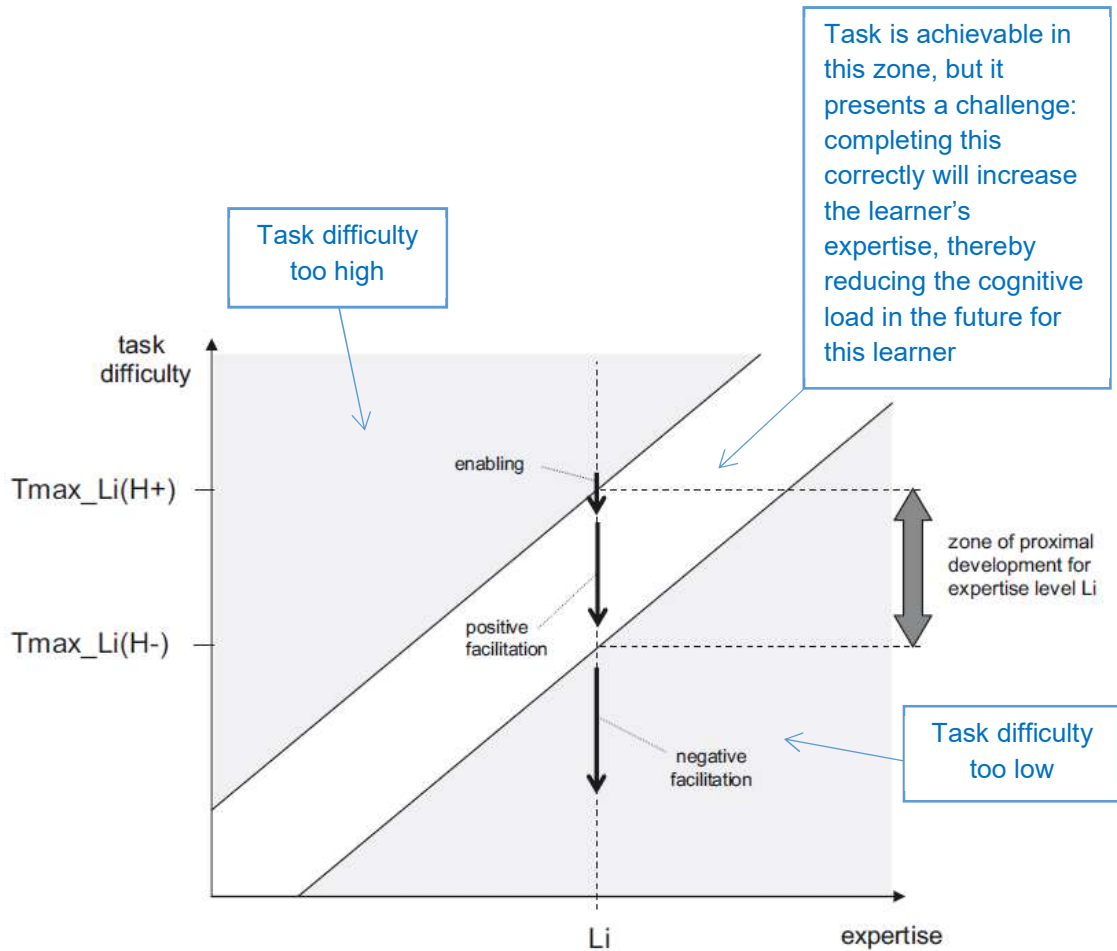 Task is achievable in
this zone, but it
presents a challenge:
completing this
correctly will increase
the learner’s
expertise, thereby
reducing the cognitive
load in the future for
this learner
Task difficulty
too high
task
difficulty
enabling
Tmax_Li(H+)
zone of proximal
development for
expertise level Li
positive
facilitation
Tmax_Li(H-)
Task difficulty
too low
negative
facilitation
Li
expertise